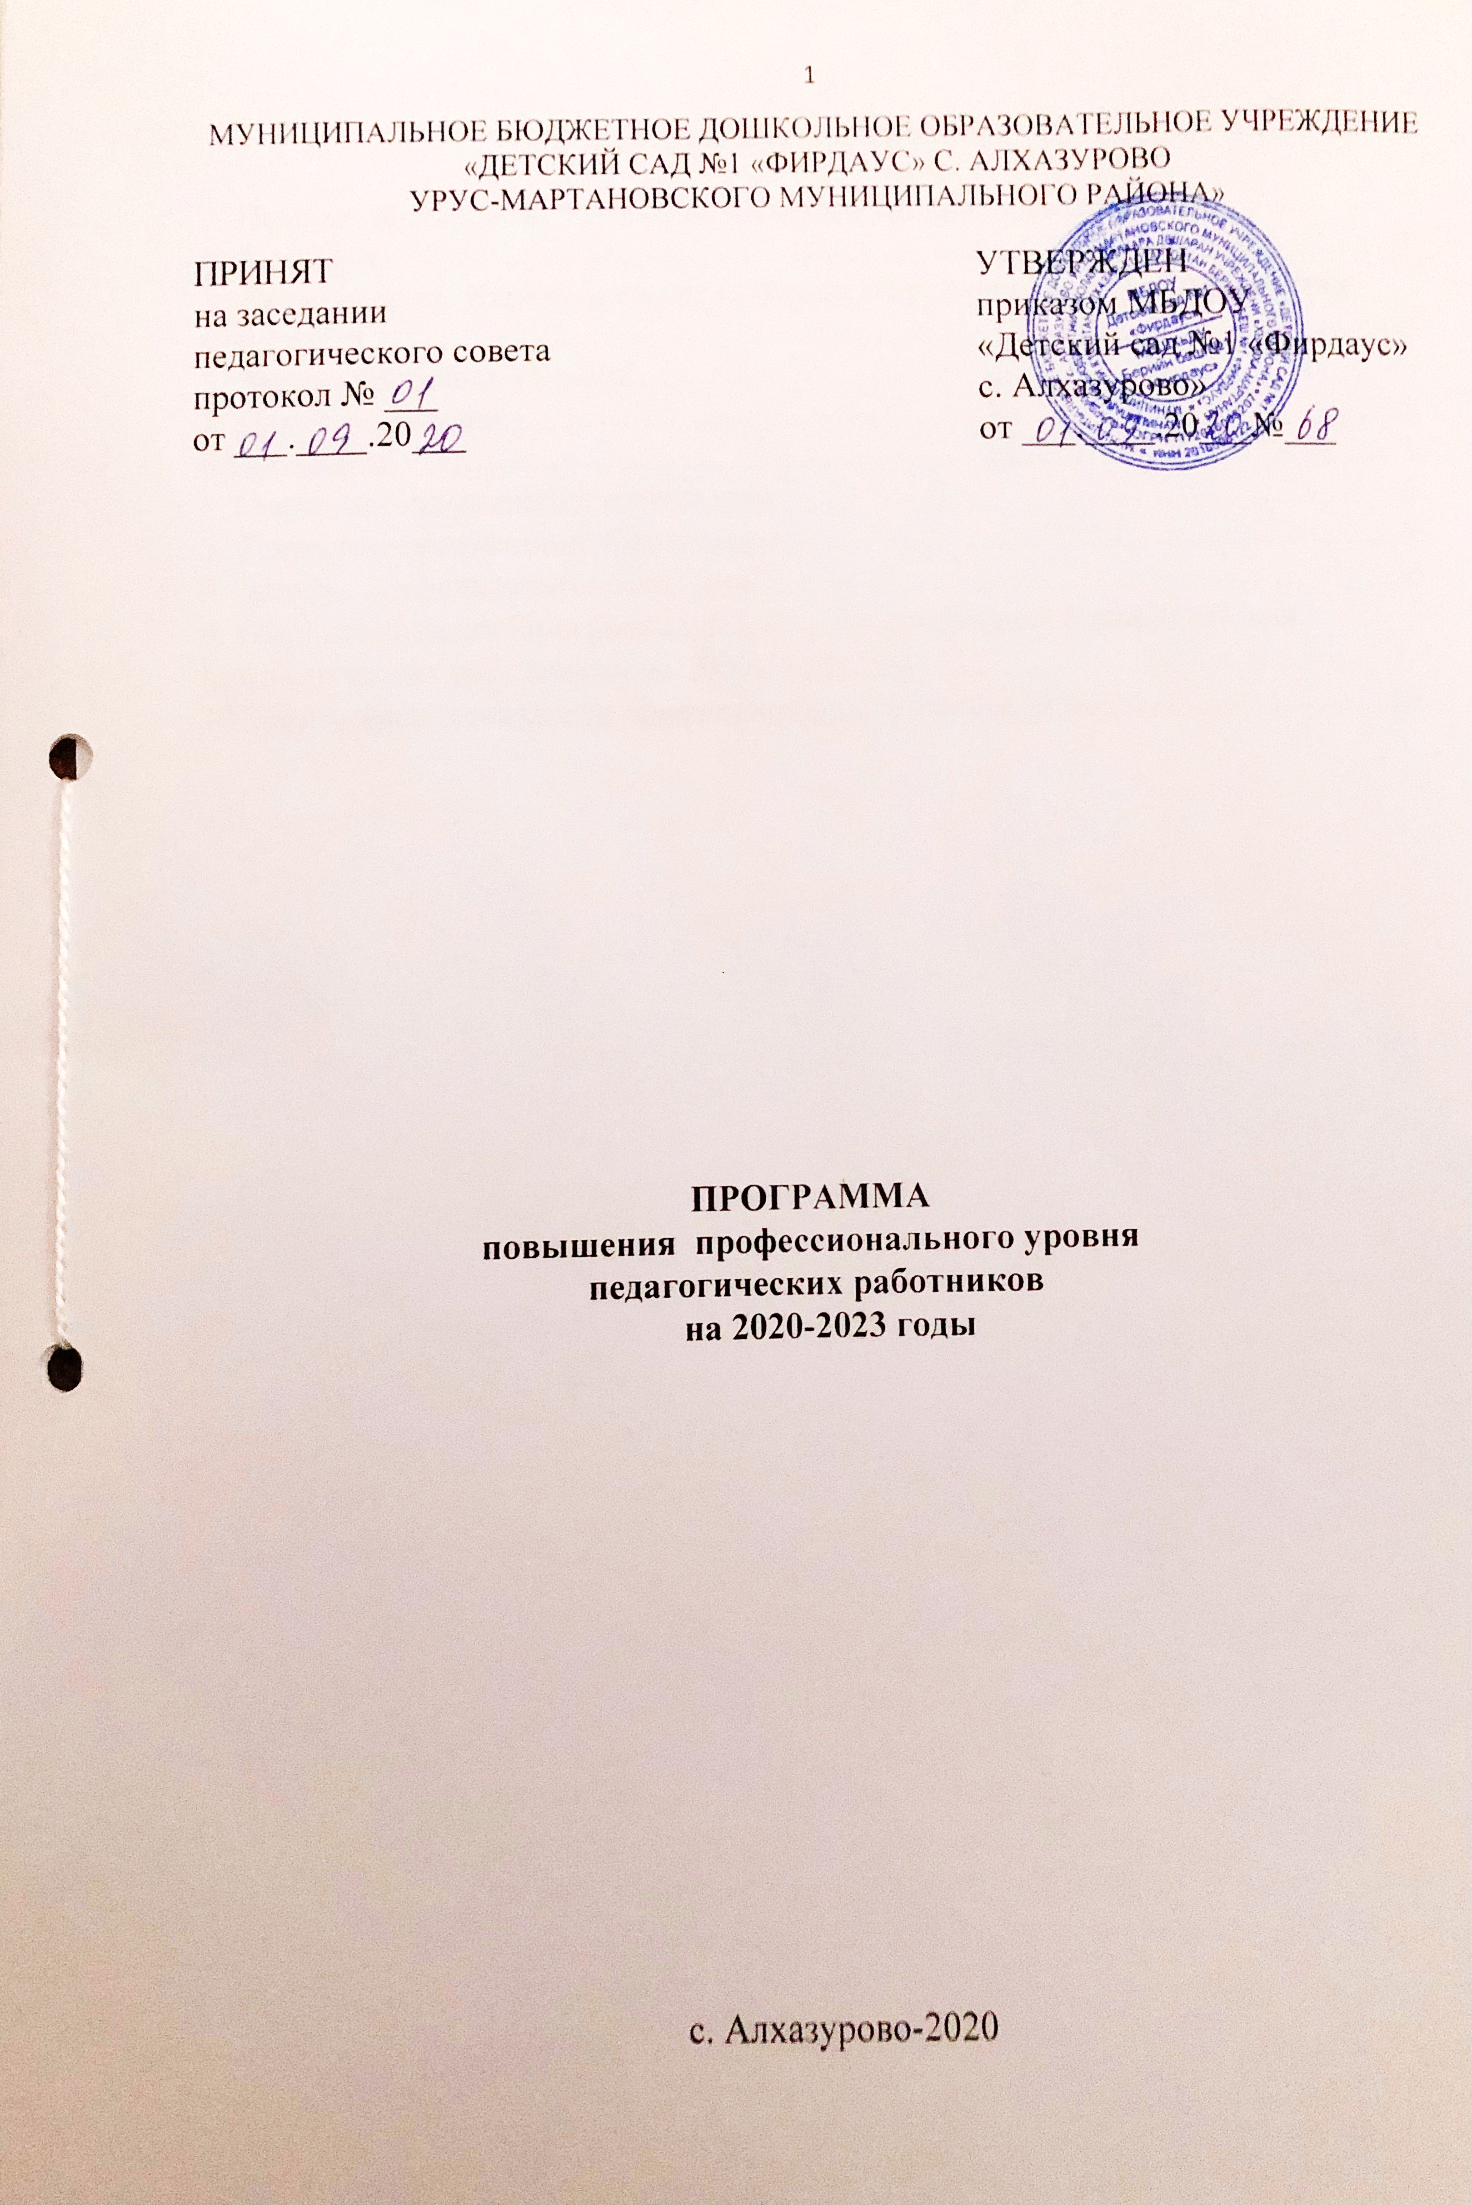 1
МУНИЦИПАЛЬНОЕ БЮДЖЕТНОЕ ДОШКОЛЬНОЕ ОБРАЗОВАТЕЛЬНОЕ УЧРЕЖДЕНИЕ
«ДЕТСКИЙ САД №1 «ФИРДАУС» С. АЛХАЗУРОВО
УРУС-МАРТАНОВСКОГО МУНИЦИПАЛЬНОГО РАЙОНА»
ПРИНЯТ
на заседании
педагогического совета
протокол № 01
от 01.09.2020
УТВЕРЖДЕН
приказом МБДОУ
«Детский сад №1 «Фирдаус»
с. Алхазурово»
от 01.09.2020 № 68
МБДОУ
«Фирдаус»
ПРОГРАММА
повышения профессионального уровня
педагогических работников
на 2020-2023 годы
с. Алхазурово-2020